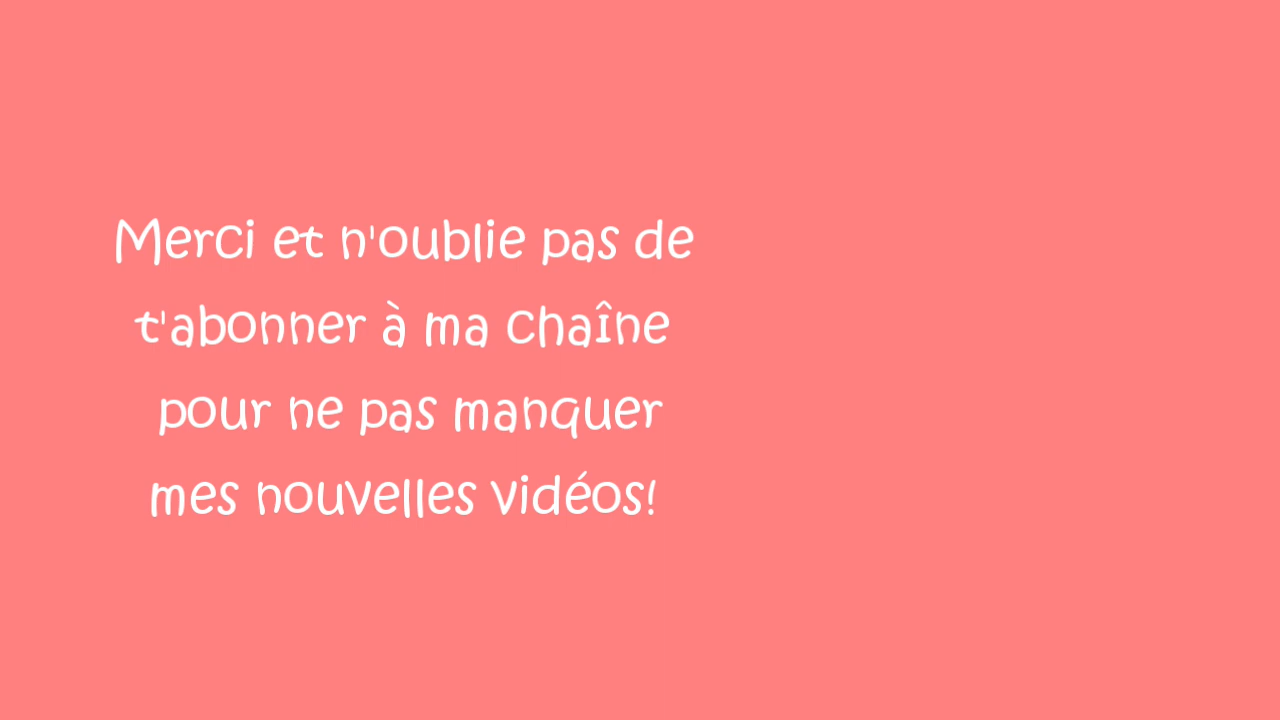 Merci et n'oublie pas de
t'abonner à ma chaîne
pour ne pas manquer
mes nouvelles vidéos!